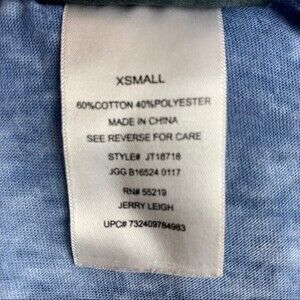 XSMALL
60%COTTON 40%POLYESTER
MADE IN CHINA
SEE REVERSE FOR CARE
STYLE# JT18718
JGG B16524 0117
RN# 55219
JERRY LEIGH
UPC# 732409784983